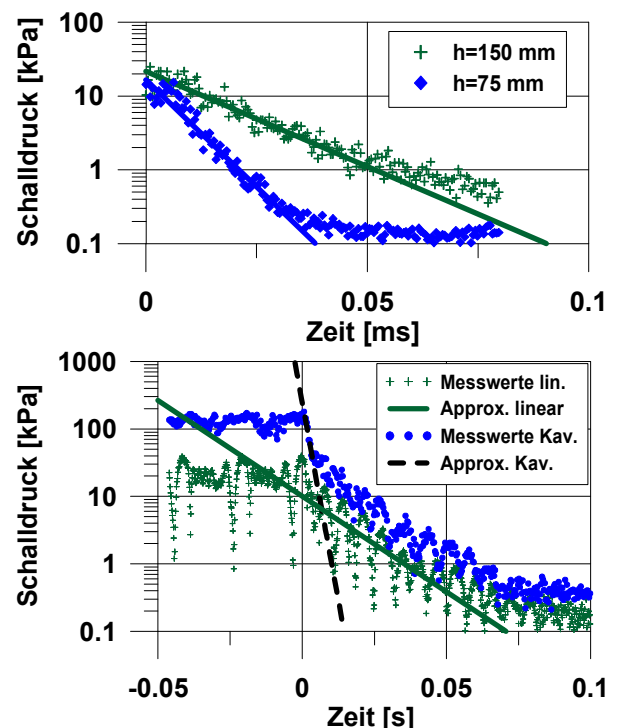 100
10
1
0.1
Schalldruck [kPa]
h=150 mm
h=75 mm
0
0.05
0.1
Zeit [ms]
1000
100
10
1
0.1
Schalldruck [kPa]
Messwerte lin.
Approx. linear
Messwerte Kav.
Approx. Kav.
-0.05
0
0.05
0.1
Zeit [s]